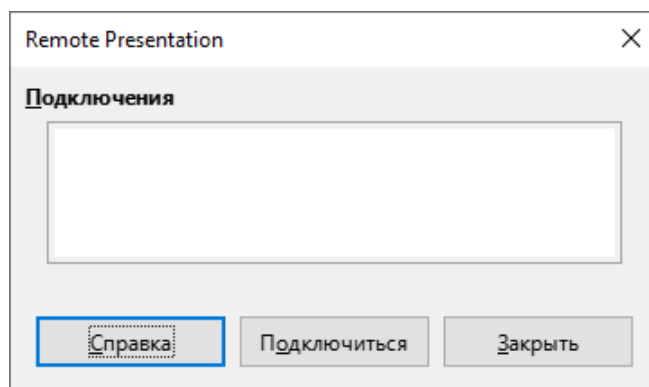 Remote Presentation
Подключения
Справка
Подключиться
Закрыть